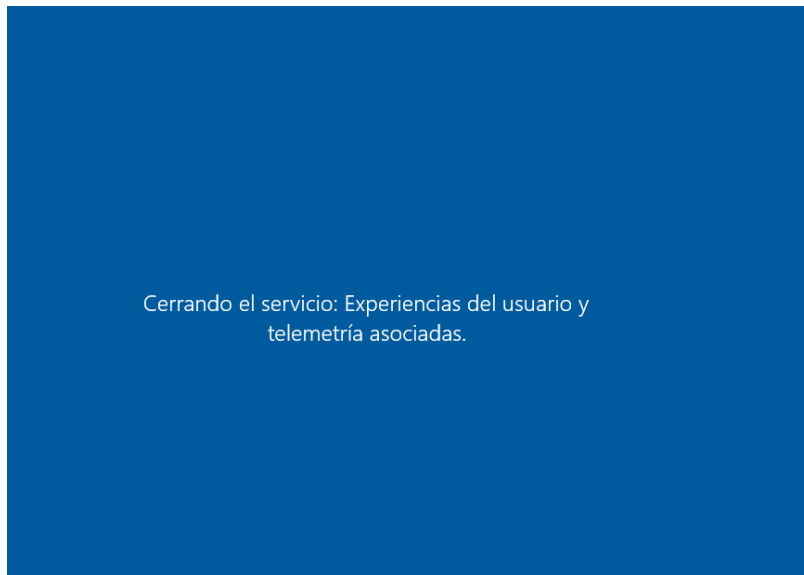 Cerrando el servicio: Experiencias del usuario y
telemetría asociadas.